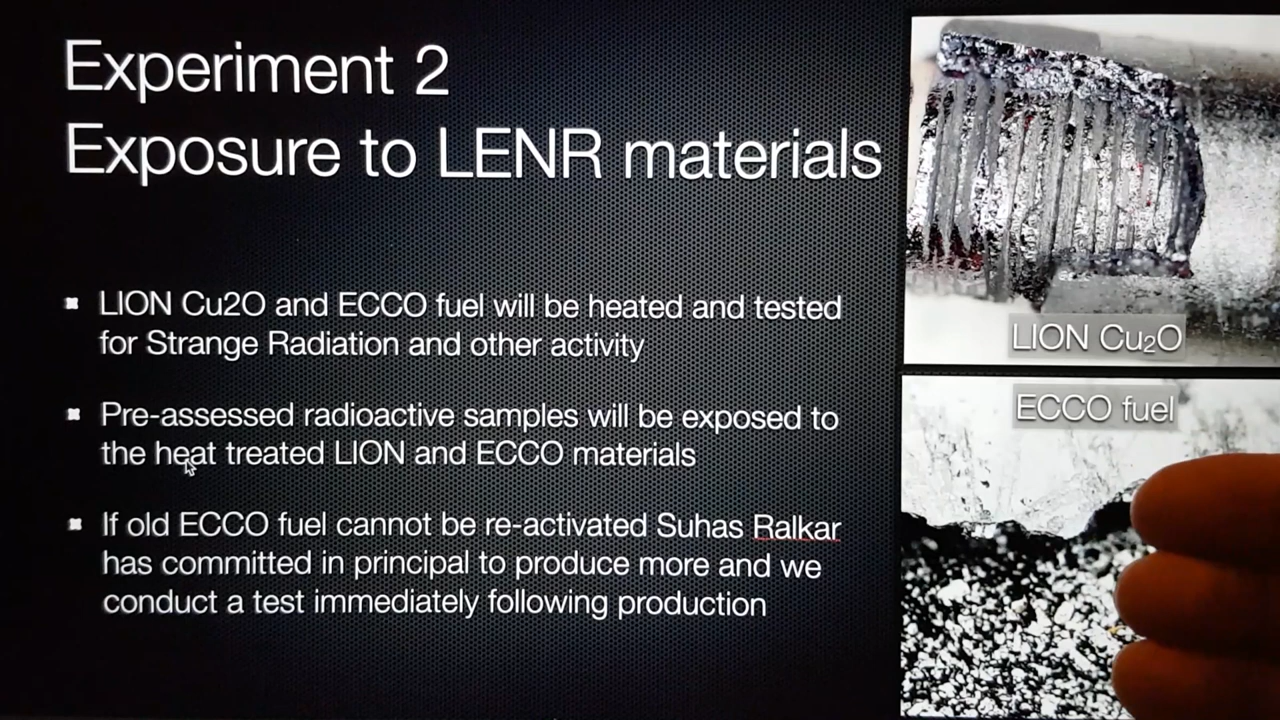 Experiment 2
Exposure to LENR materials
LION Cu2O and ECCO fuel will be heated and tested
for Strange Radiation and other activity
Pre-assessed radioactive samples will be exposed to
the heat treated LION and ECCO materials
If old ECCO fuel cannot be re-activated Suhas Ralkar
has committed in principal to produce more and we
conduct a test immediately following production
LION Cu₂O
ECCO fuel